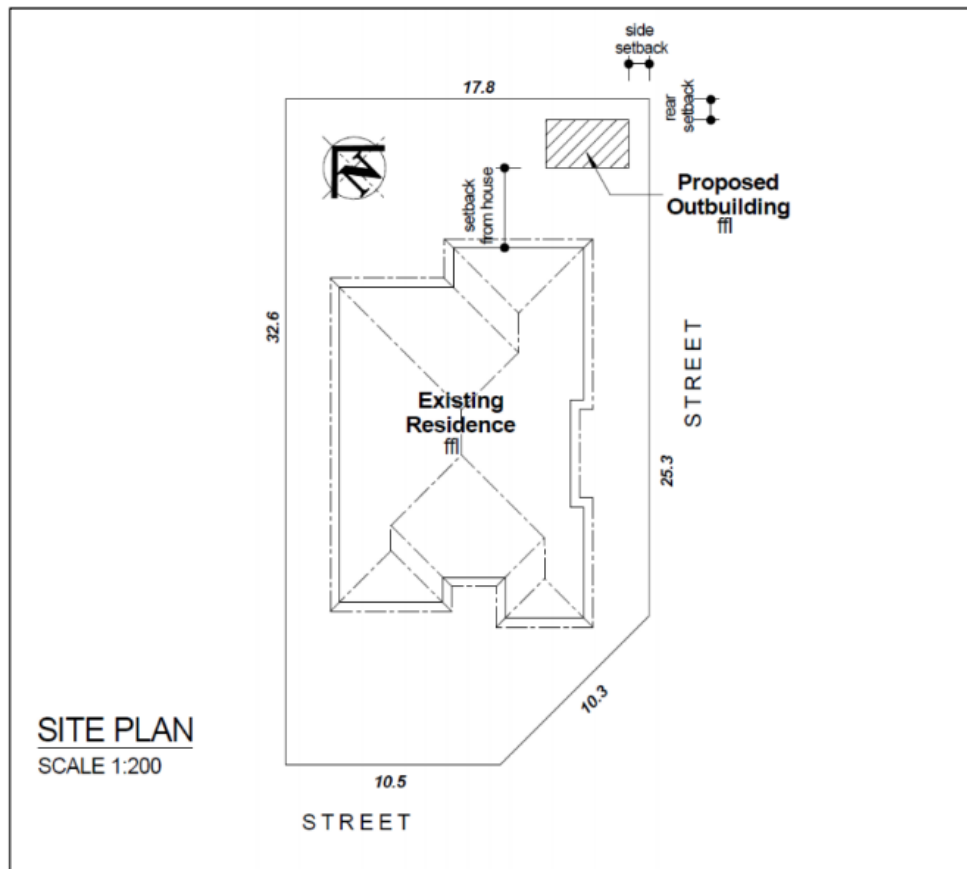 side
setback
17.8
rear
setback
N
setback
from house
Proposed
Outbuilding
ffl
32.6
STREET
Existing
Residence
ffl
25.3
10.3
SITE PLAN
SCALE 1:200
10.5
STREET